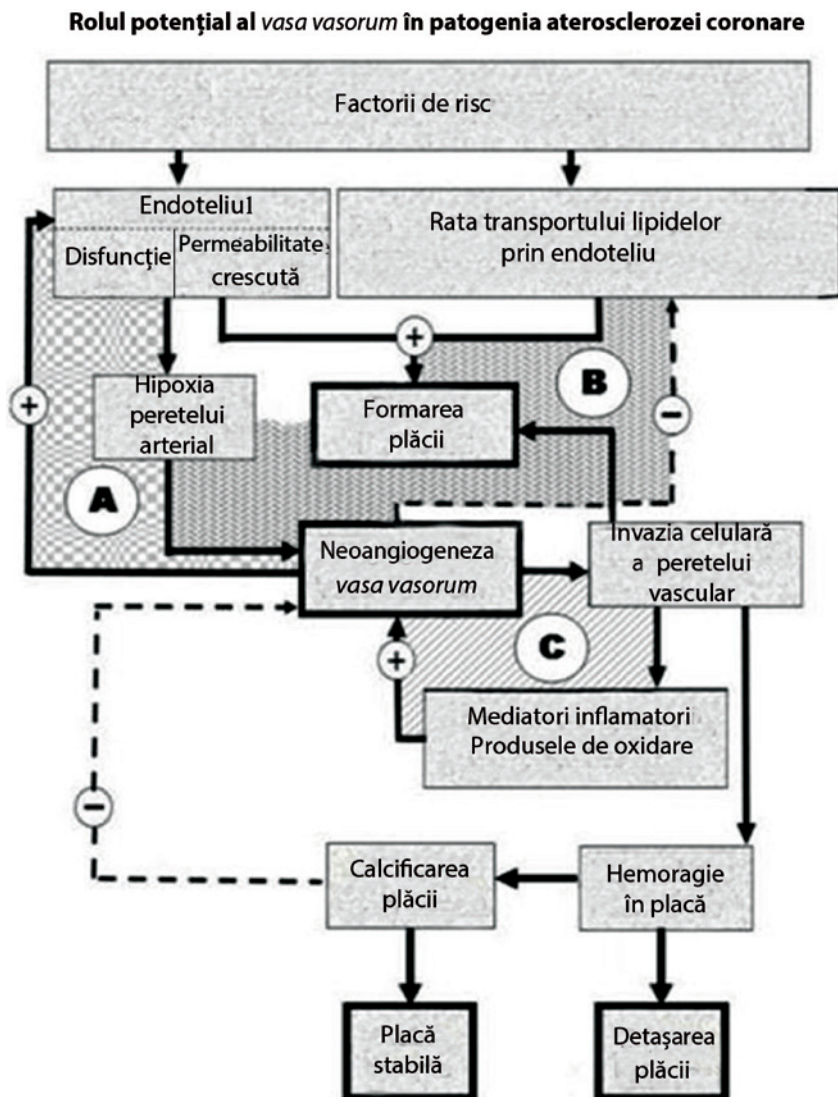 Rolul potențial al vasa vasorum în patogenia aterosclerozei coronare
Factorii de risc
Endoteliul
Disfuncție
Permeabilitate
crescută
Rata transportului lipidelor
prin endoteliu
+
Hipoxia
peretelui
arterial
Formarea
plăcii
B
+
−
A
Neoangiogeneza
vasa vasorum
Invazia celulară
a peretelui
vascular
C
+
Mediatori inflamatori
Produsele de oxidare
−
Calcificarea
plăcii
Hemoragie
în placă
Placă
stabilă
Detașarea
plăcii